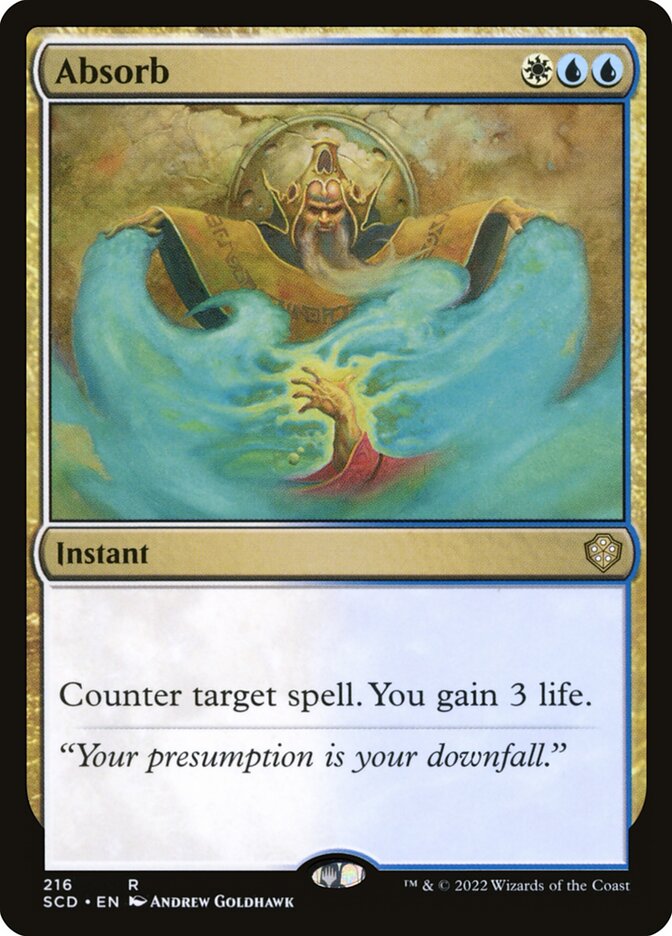 Absorb
Instant
Counter target spell. You gain 3 life.
“Your presumption is your downfall.”
216 R
SCD • EN Andrew Goldhawk
™ & © 2022 Wizards of the Coast